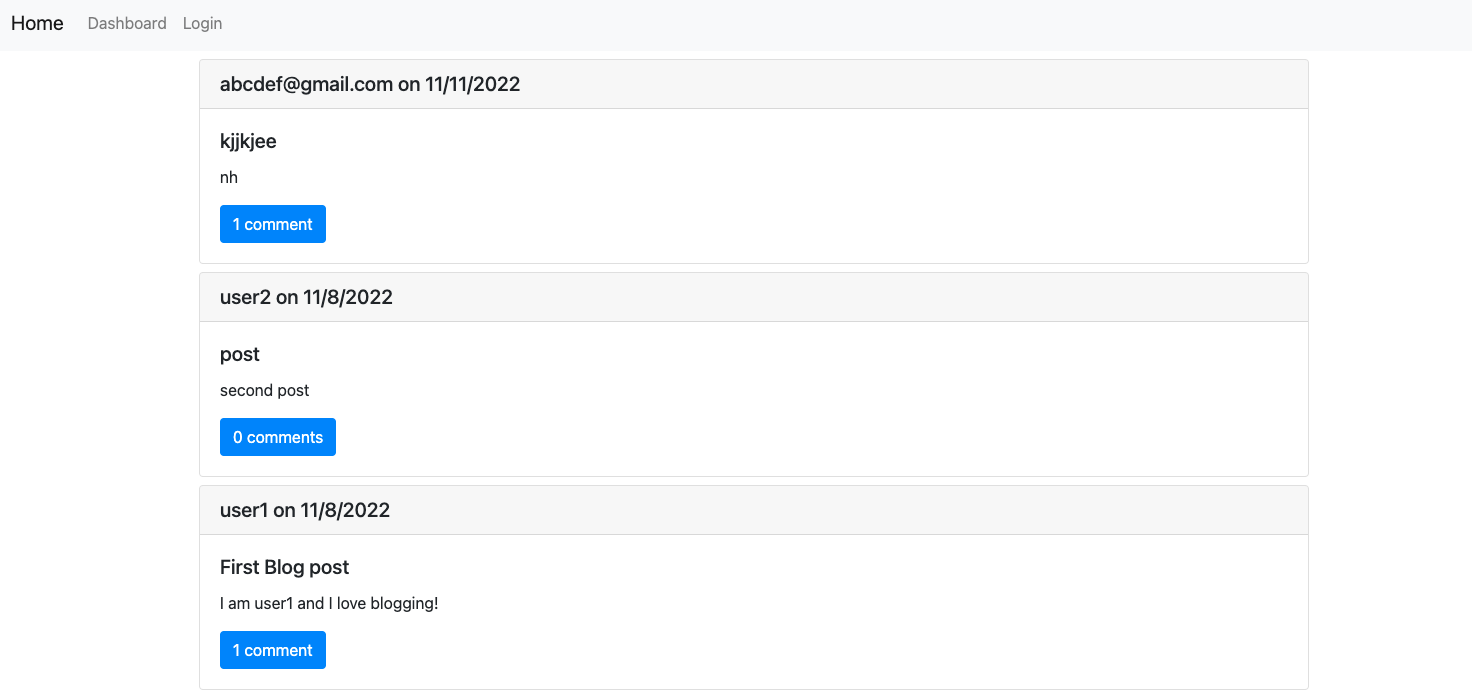 Home Dashboard Login
abcdef@gmail.com on 11/11/2022
kjjkjee
nh
1 comment
user2 on 11/8/2022
post
second post
0 comments
user1 on 11/8/2022
First Blog post
I am user1 and I love blogging!
1 comment